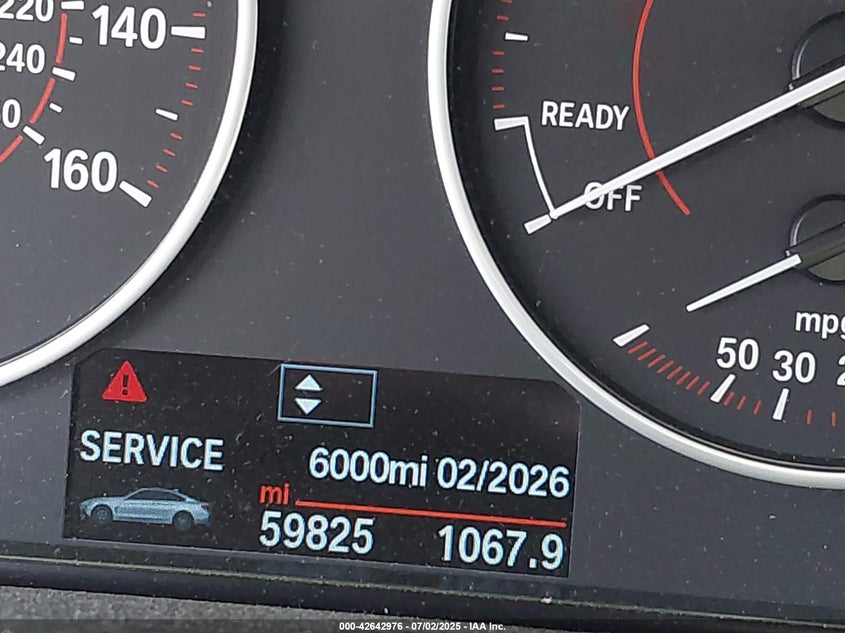 220
140
240
160
READY
OFF
mpg
50 30
SERVICE
6000mi 02/2026
mi
59825 1067.9
000-42642976 - 07/02/2025 - IAA Inc.